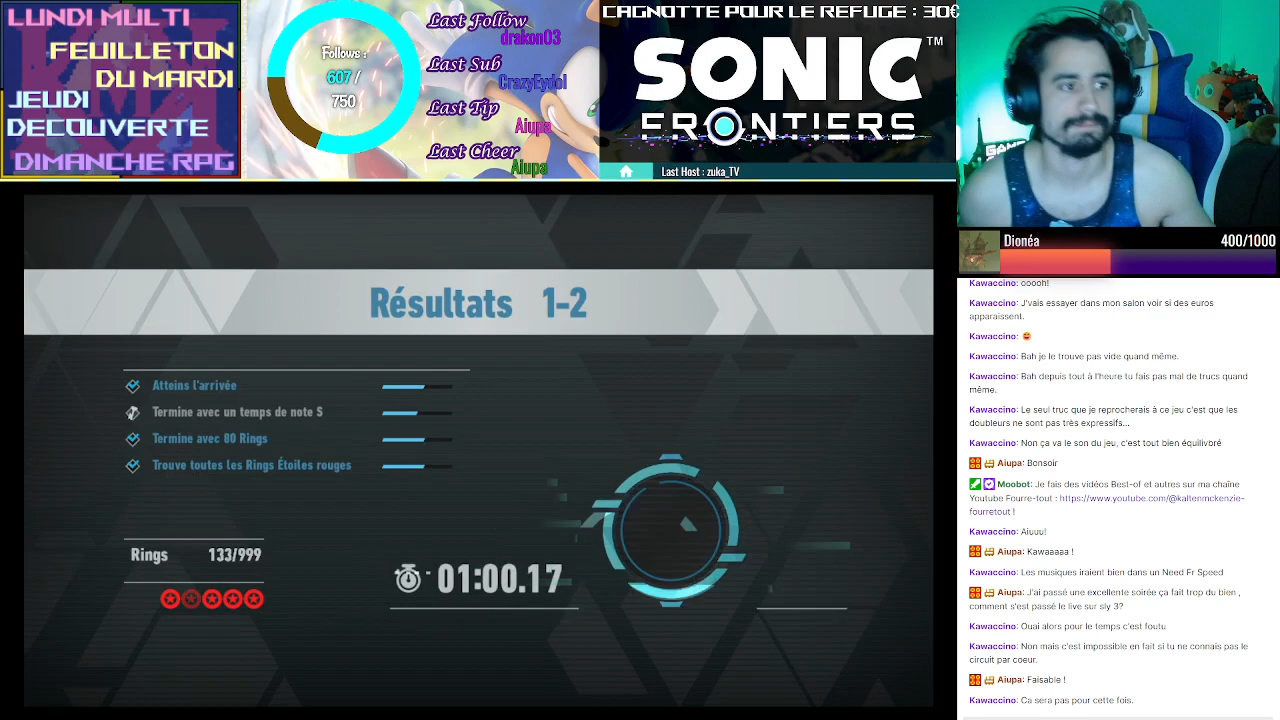 LUNDI MULTI
FEUILLETON
DU MARDI
JEUDI
DECOUVERTE
DIMANCHE RPG
Follows :
607 /
750
Last Follow
drakon03
Last Sub
CrazyEydol
Last Tip
Aiupa
Last Cheer
Aiupa
CAGNOTTE POUR LE REFUGE : 30€
SONIC™
FRONTIERS
Last Host : zuka_TV
Dionéa 400/1000
Résultats 1-2
Atteins l'arrivée
Termine avec un temps de note S
Termine avec 80 Rings
Trouve toutes les Rings Étoiles rouges
Rings 133/999
01:00.17
Kawaccino: ooooh!
Kawaccino: J'vais essayer dans mon salon voir si des euros
apparaissent.
Kawaccino:
Kawaccino: Bah je le trouve pas vide quand même.
Kawaccino: Bah depuis tout à l'heure tu fais pas mal de trucs quand
même.
Kawaccino: Le seul truc que je reprocherais à ce jeu c'est que les
doubleurs ne sont pas très expressifs...
Kawaccino: Non ça va le son du jeu, c'est tout bien équilivoré
Aiupa: Bonsoir
Moobot: Je fais des vidéos Best-of et autres sur ma chaîne
Youtube Fourre-tout : https://www.youtube.com/@kaltenmckenzie-
fourretout !
Kawaccino: Aiuuu!
Aiupa: Kawaaaaa !
Kawaccino: Les musiques iraient bien dans un Need Fr Speed
Aiupa: J'ai passé une excellente soirée ça fait trop du bien ,
comment s'est passé le live sur sly 3?
Kawaccino: Ouai alors pour le temps c'est foutu
Kawaccino: Non mais c'est impossible en fait si tu ne connais pas le
circuit par coeur.
Aiupa: Faisable !
Kawaccino: Ca sera pas pour cette fois.